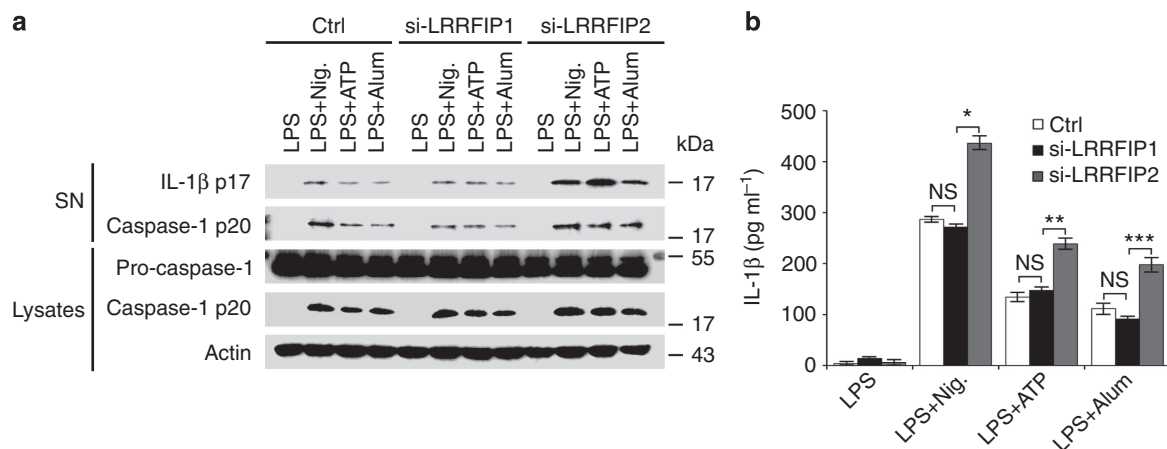 a
Ctrl si-LRRFIP1 si-LRRFIP2
LPS LPS+Nig. LPS+ATP LPS+Alum LPS LPS+Nig. LPS+ATP LPS+Alum LPS LPS+Nig. LPS+ATP LPS+Alum
kDa
SN
IL-1β p17 – 17
Caspase-1 p20 – 17
Lysates
Pro-caspase-1 – 55
Caspase-1 p20 – 17
Actin – 43
b
IL-1β (pg ml⁻¹)
500
400
300
200
100
0
Ctrl
si-LRRFIP1
si-LRRFIP2
NS *
NS **
NS ***
LPS LPS+Nig. LPS+ATP LPS+Alum